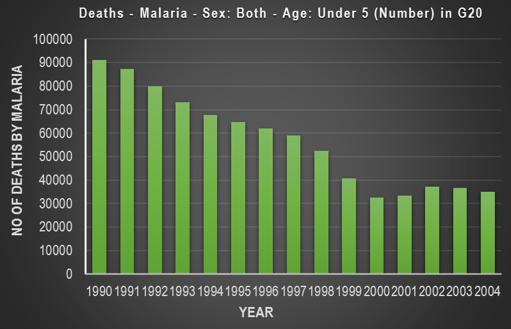 Deaths - Malaria - Sex: Both - Age: Under 5 (Number) in G20
100000
90000
80000
70000
60000
50000
40000
30000
20000
10000
0
NO OF DEATHS BY MALARIA
1990 1991 1992 1993 1994 1995 1996 1997 1998 1999 2000 2001 2002 2003 2004
YEAR